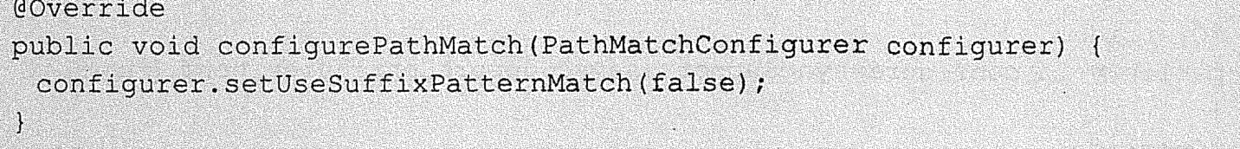 @Override
public void configurePathMatch(PathMatchConfigurer configurer) {
  configurer.setUseSuffixPatternMatch(false);
}